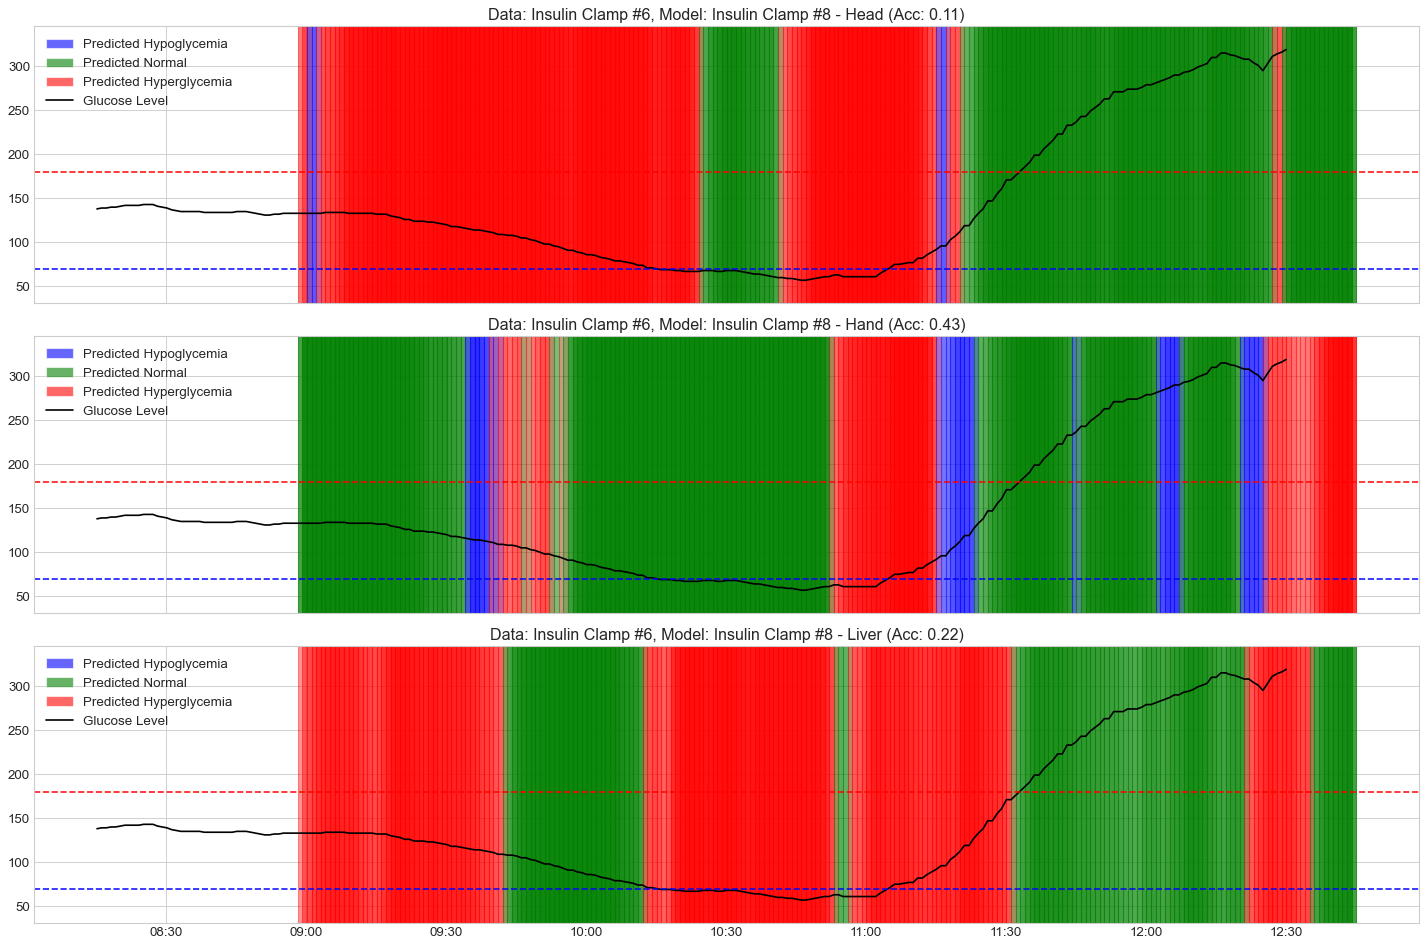 Data: Insulin Clamp #6, Model: Insulin Clamp #8 - Head (Acc: 0.11)
Predicted Hypoglycemia
Predicted Normal
Predicted Hyperglycemia
Glucose Level
300
250
200
150
100
50
Data: Insulin Clamp #6, Model: Insulin Clamp #8 - Hand (Acc: 0.43)
Predicted Hypoglycemia
Predicted Normal
Predicted Hyperglycemia
Glucose Level
300
250
200
150
100
50
Data: Insulin Clamp #6, Model: Insulin Clamp #8 - Liver (Acc: 0.22)
Predicted Hypoglycemia
Predicted Normal
Predicted Hyperglycemia
Glucose Level
300
250
200
150
100
50
08:30 09:00 09:30 10:00 10:30 11:00 11:30 12:00 12:30